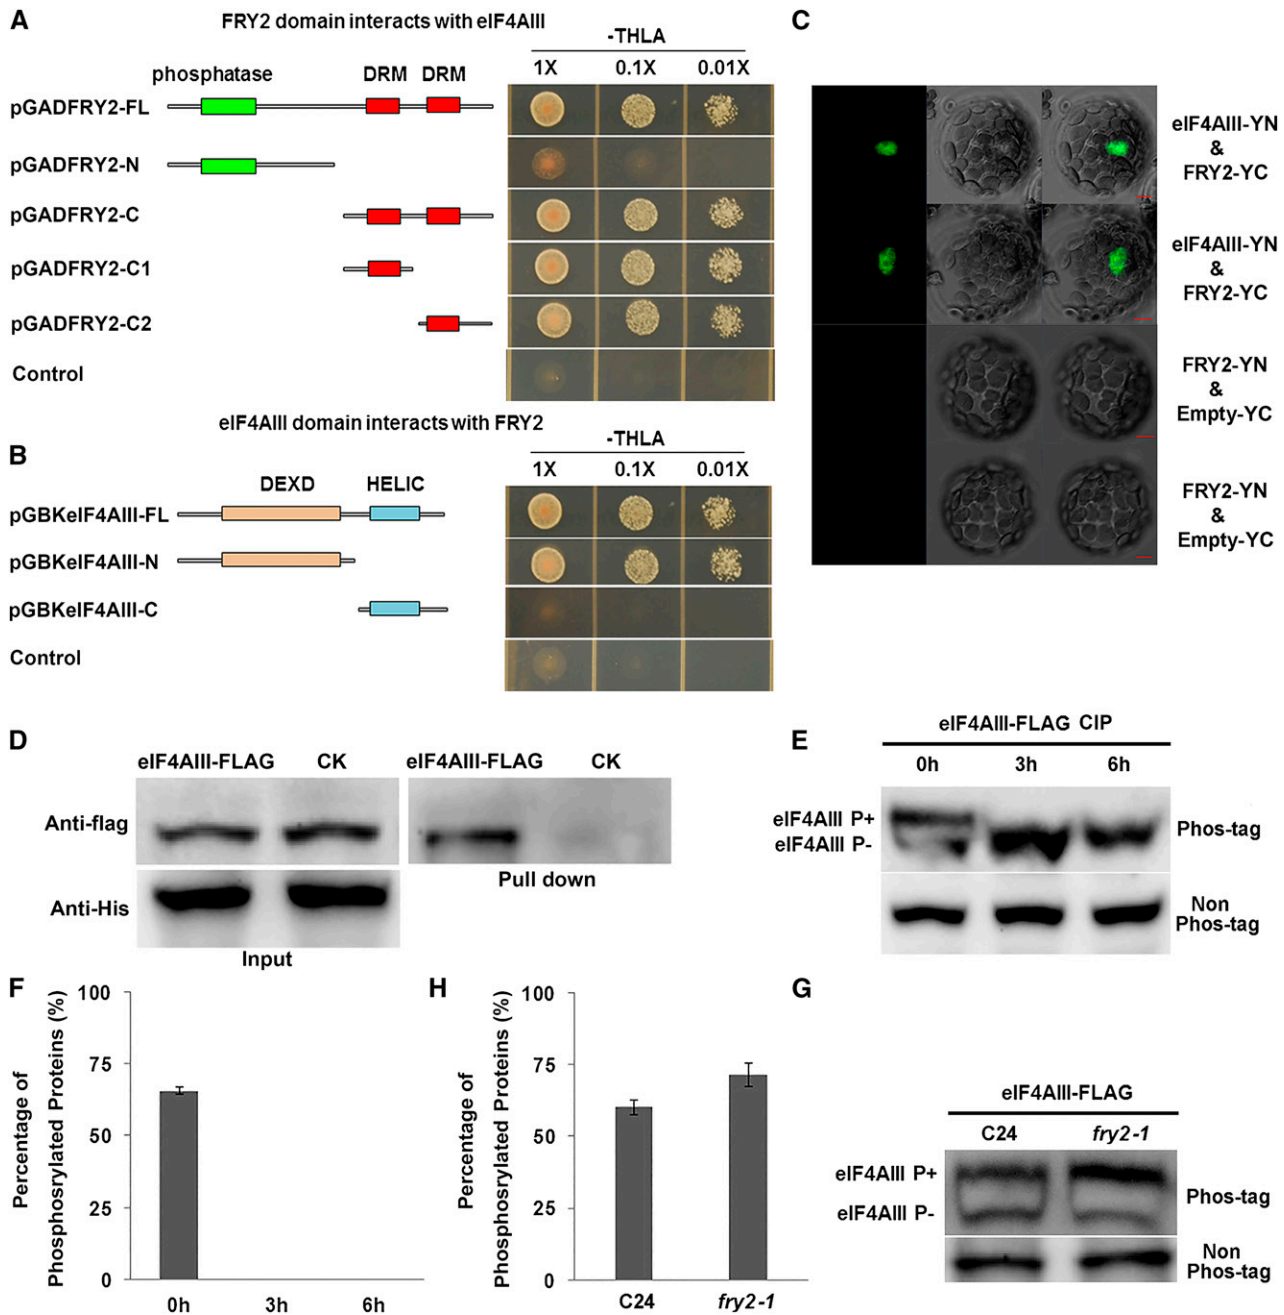 A
FRY2 domain interacts with eIF4AIII
-THLA
1X 0.1X 0.01X
phosphatase DRM DRM
pGADFRY2-FL
pGADFRY2-N
pGADFRY2-C
pGADFRY2-C1
pGADFRY2-C2
Control
B
eIF4AIII domain interacts with FRY2
-THLA
1X 0.1X 0.01X
DEXD HELIC
pGBKeIF4AIII-FL
pGBKeIF4AIII-N
pGBKeIF4AIII-C
Control
C
eIF4AIII-YN
&
FRY2-YC
eIF4AIII-YN
&
FRY2-YC
FRY2-YN
&
Empty-YC
FRY2-YN
&
Empty-YC
D
eIF4AIII-FLAG CK eIF4AIII-FLAG CK
Anti-flag
Pull down
Anti-His
Input
E
eIF4AIII-FLAG CIP
0h 3h 6h
eIF4AIII P+
eIF4AIII P-
Phos-tag
Non
Phos-tag
F
Percentage of
Phosphosrylated Proteins (%)
100
75
50
25
0
0h 3h 6h
H
Percentage of
Phosphosrylated Proteins (%)
100
75
50
25
0
C24 fry2-1
G
eIF4AIII-FLAG
C24 fry2-1
eIF4AIII P+
eIF4AIII P-
Phos-tag
Non
Phos-tag